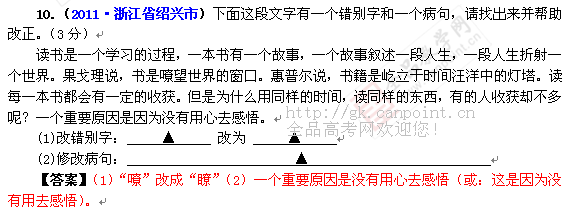 10.（2011·浙江省绍兴市）下面这段文字有一个错别字和一个病句，请找出来并帮助
改正。（3分）
读书是一个学习的过程，一本书有一个故事，一个故事叙述一段人生，一段人生折射一
个世界。果戈理说，书是嘹望世界的窗口。惠普尔说，书籍是屹立于时间汪洋中的灯塔。读
每一本书都会有一定的收获。但是为什么用同样的时间，读同样的东西，有的人收获却不多
呢？一个重要原因是因为没有用心去感悟。
http://gk.canpoint.cn
全品高考网欢迎您！
(1)改错别字：▲ 改为 ▲
(2)修改病句：▲
【答案】（1）“嘹”改成“瞭”（2）一个重要原因是没有用心去感悟（或：这是因为没
有用去感悟）。